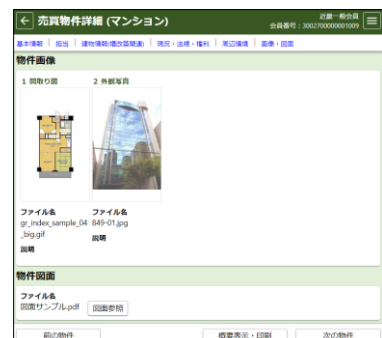 売買物件詳細 (マンション)
近畿一般会員
会員番号：3002700000001009
基本情報 | 担当 | 建物情報(増改築関連) | 現況・法規・権利 | 周辺環境 | 画像・図面
物件画像
1 間取り図
2 外観写真
ファイル名
gr_index_sample_04
_big.gif
説明
ファイル名
849-01.jpg
説明
物件図面
ファイル名
図面サンプル.pdf
図面参照
前の物件
概要表示・印刷
次の物件